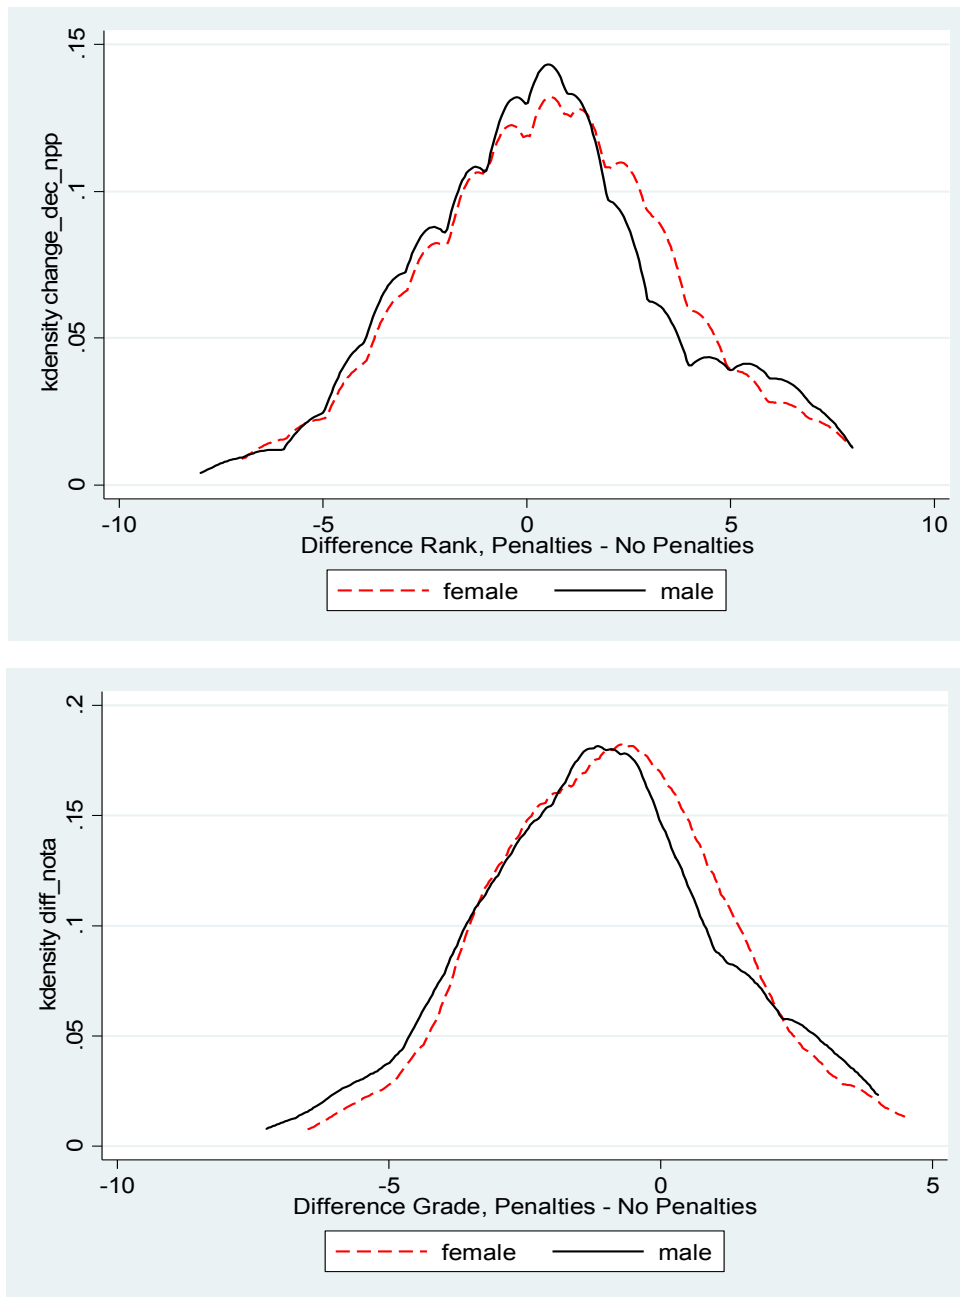 kdensity change_dec_npp
.15
.1
.05
0
-10
-5
0
5
10
Difference Rank, Penalties - No Penalties
female
male
kdensity diff_nota
.2
.15
.1
.05
0
-10
-5
0
5
Difference Grade, Penalties - No Penalties
female
male